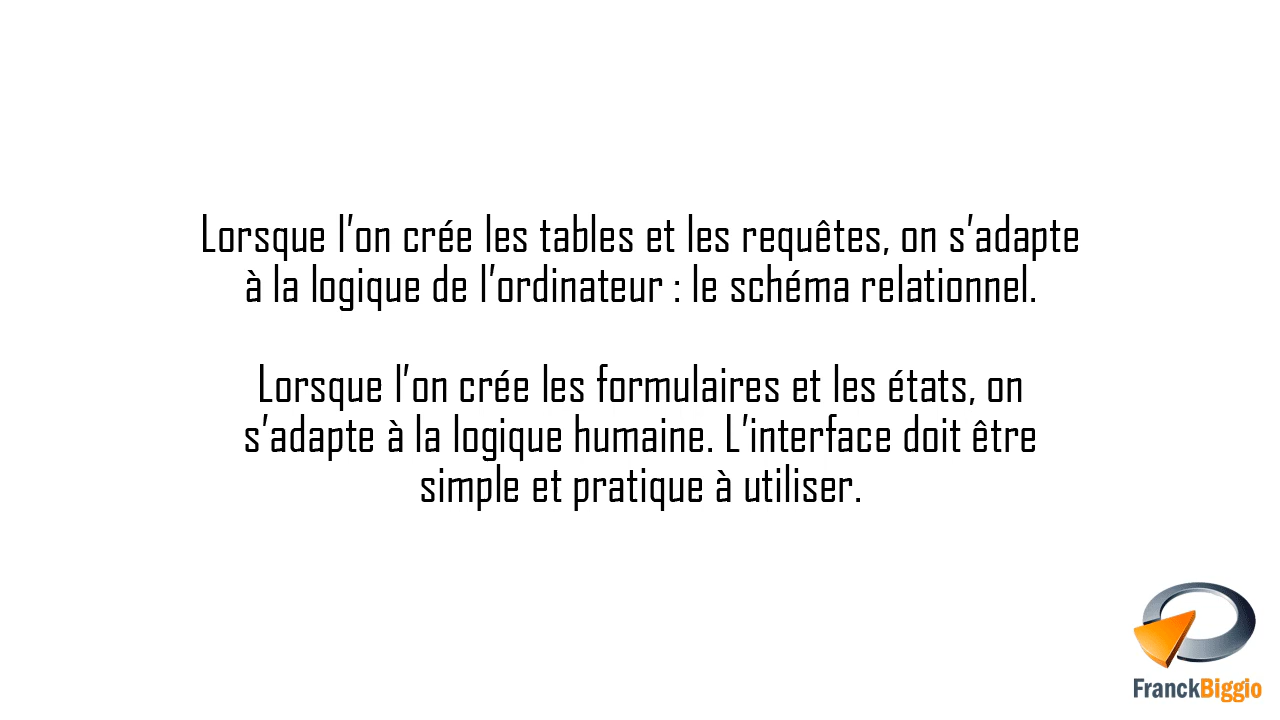 Lorsque l’on crée les tables et les requêtes, on s’adapte
à la logique de l’ordinateur : le schéma relationnel.
Lorsque l’on crée les formulaires et les états, on
s’adapte à la logique humaine. L’interface doit être
simple et pratique à utiliser.
FranckBiggio